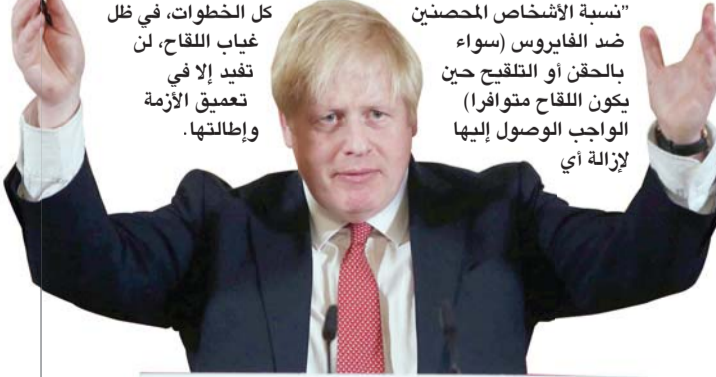 ”نسبة الأشخاص المحصنين
ضد الفايروس (سواء
بالحقن أو التلقيح حين
يكون اللقاح متوافرا)
الواجب الوصول إليها
لإزالة أي
كل الخطوات، في ظل
غياب اللقاح، لن
تفيد إلا في
تعميق الأزمة
وإطالتها.